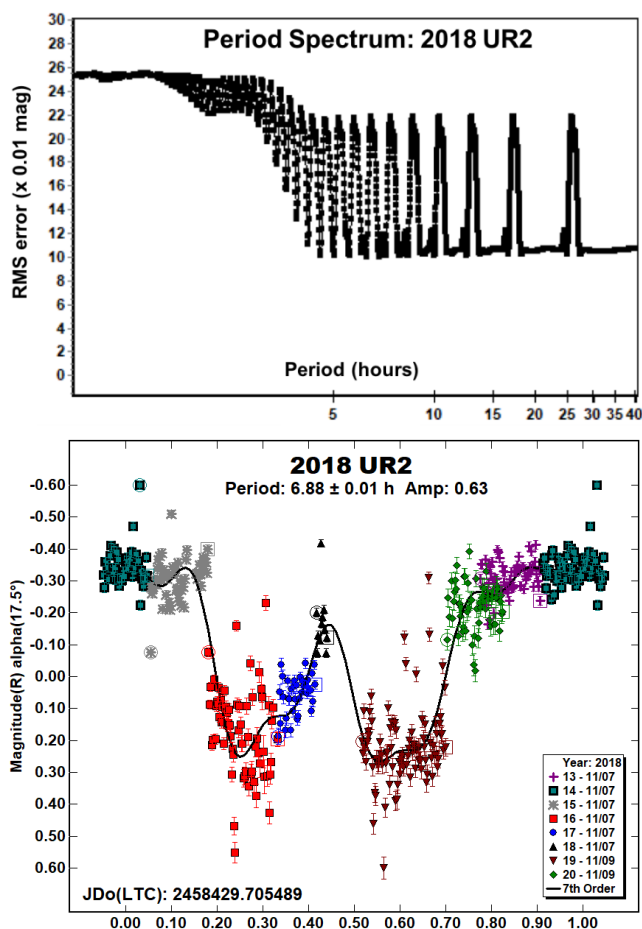 Period Spectrum: 2018 UR2
RMS error (x 0.01 mag)
30
28
26
24
22
20
18
16
14
12
10
8
6
4
2
0
Period (hours)
5 10 15 20 25 30 35 40
2018 UR2
Period: 6.88 ± 0.01 h Amp: 0.63
Magnitude(R) alpha(17.5°)
-0.60
-0.50
-0.40
-0.30
-0.20
-0.10
0.00
0.10
0.20
0.30
0.40
0.50
0.60
Year: 2018
13 - 11/07
14 - 11/07
15 - 11/07
16 - 11/07
17 - 11/07
18 - 11/07
19 - 11/09
20 - 11/09
7th Order
JDo(LTC): 2458429.705489
0.00 0.10 0.20 0.30 0.40 0.50 0.60 0.70 0.80 0.90 1.00